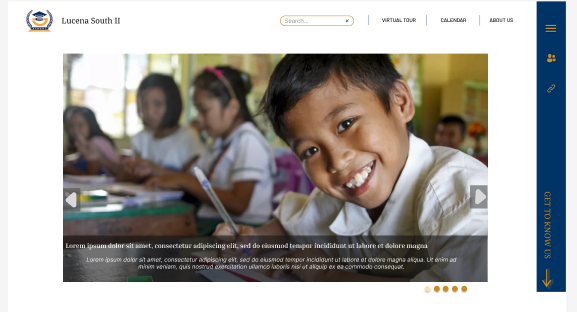 Lucena South II
Search...
VIRTUAL TOUR
CALENDAR
ABOUT US
GET TO KNOW US
Lorem ipsum dolor sit amet, consectetur adipiscing elit, sed do eiusmod tempor incididunt ut labore et dolore magna
Lorem ipsum dolor sit amet, consectetur adipiscing elit, sed do eiusmod tempor incididunt ut labore et dolore magna aliqua. Ut enim ad
minim veniam, quis nostrud exercitation ullamco laboris nisi ut aliquip ex ea commodo consequat.